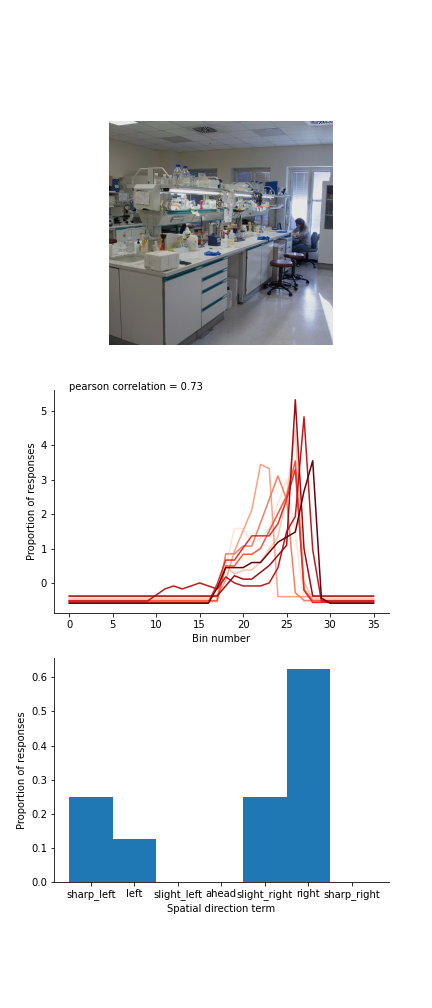 pearson correlation = 0.73
5
4
3
2
1
0
Proportion of responses
0 5 10 15 20 25 30 35
Bin number
0.6
0.5
0.4
0.3
0.2
0.1
0.0
Proportion of responses
sharp_left left slight_left ahead slight_right right sharp_right
Spatial direction term